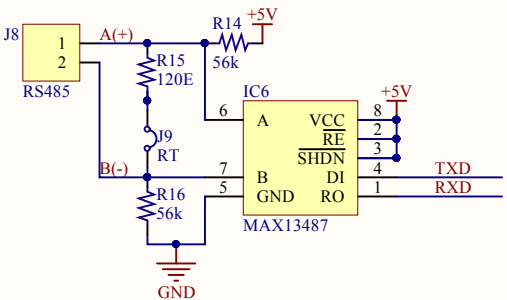 J8
1
2
RS485
A(+)
B(-)
R14
56k
+5V
R15
120E
J9
RT
R16
56k
GND
IC6
6
A
7
B
5
GND
VCC
8
RE
2
SHDN
3
DI
4
RO
1
MAX13487
+5V
TXD
RXD